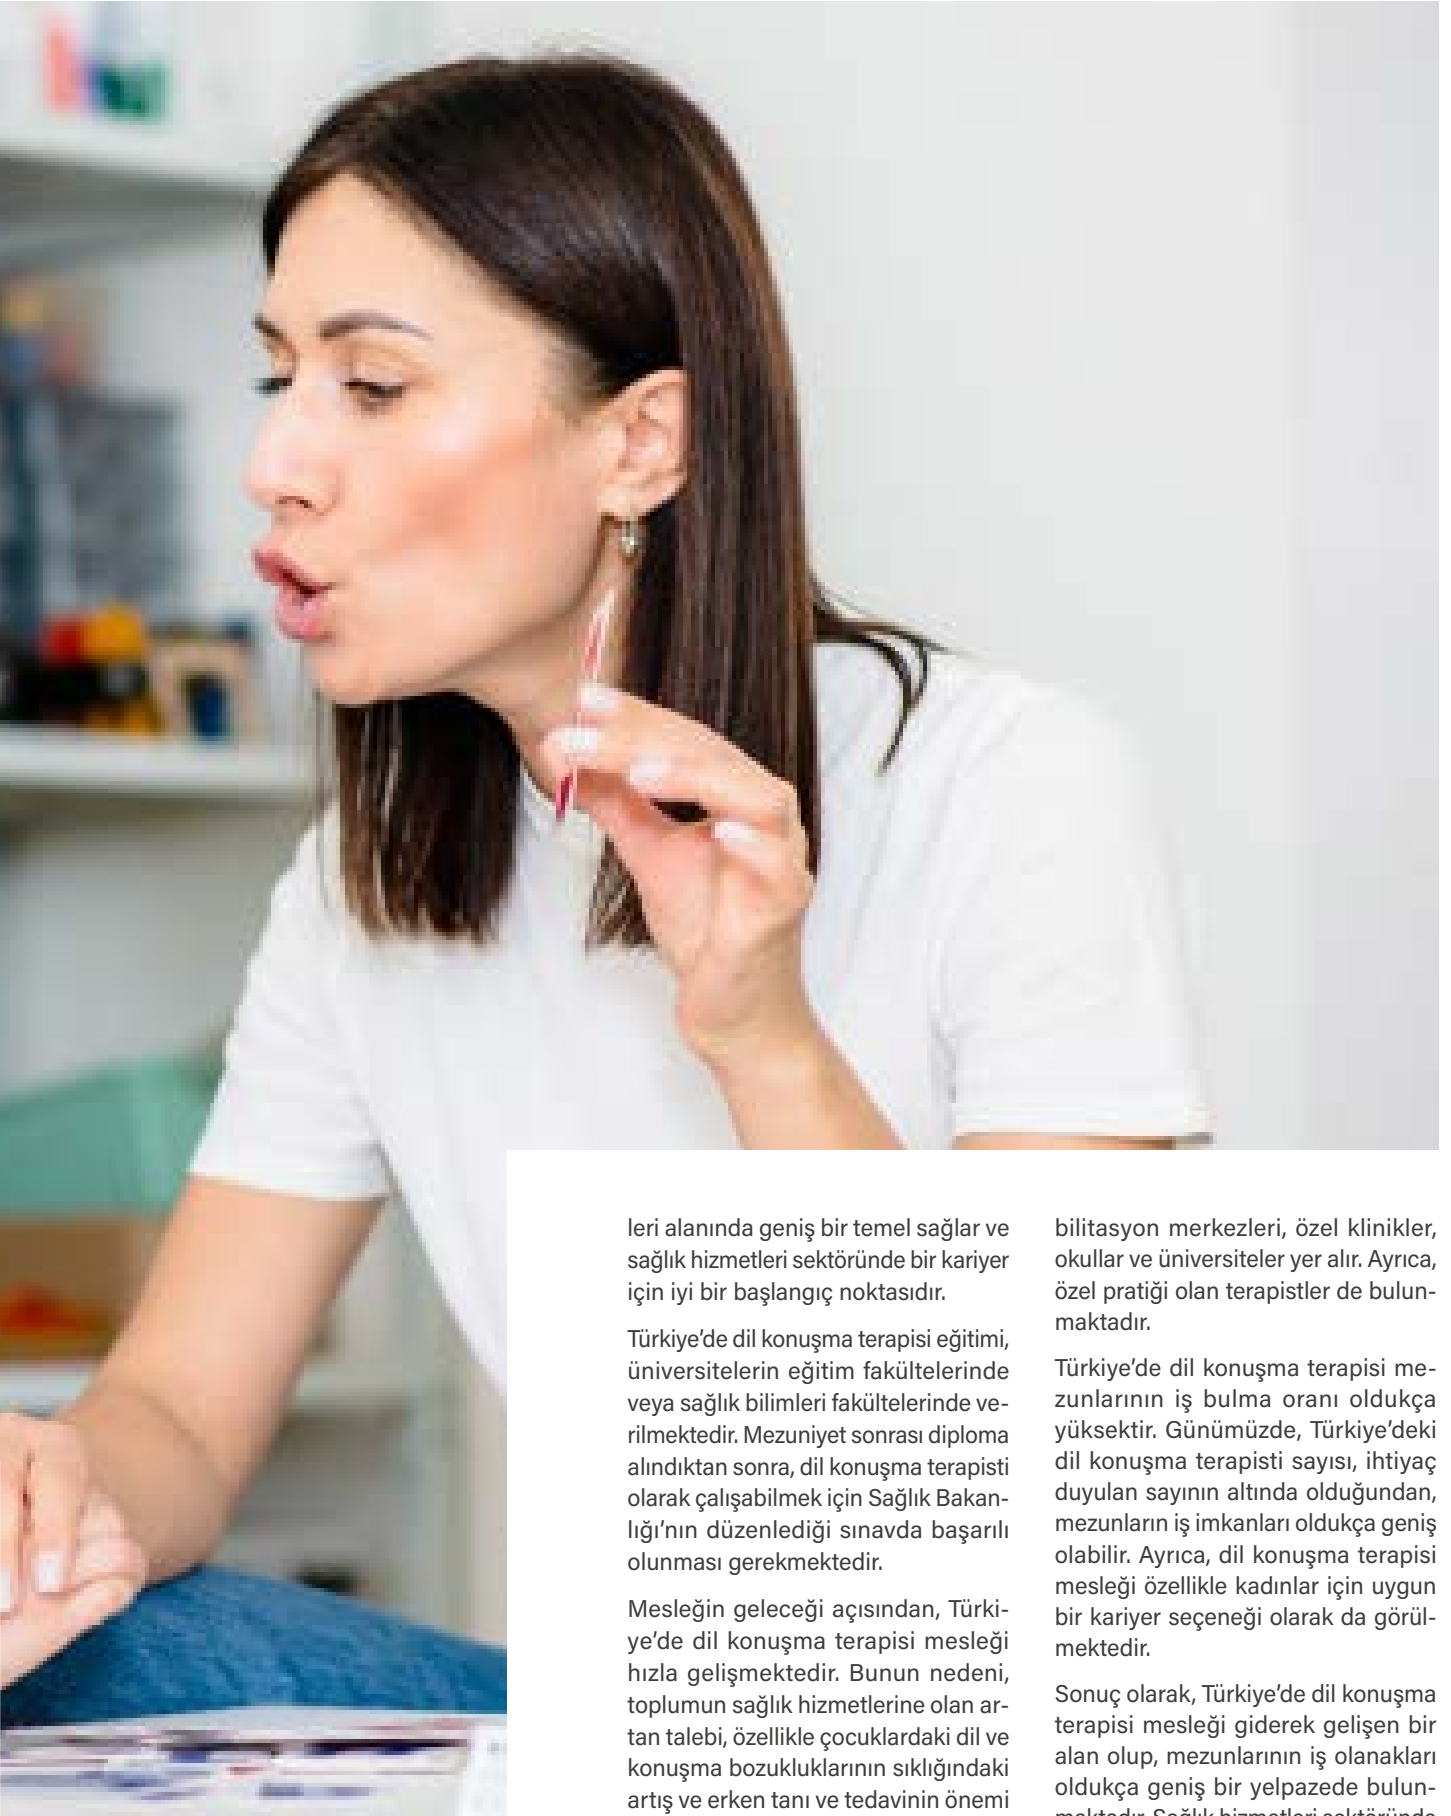 leri alanında geniş bir temel sağlar ve
sağlık hizmetleri sektöründe bir kariyer
için iyi bir başlangıç noktasıdır.
Türkiye’de dil konuşma terapisi eğitimi,
üniversitelerin eğitim fakültelerinde
veya sağlık bilimleri fakültelerinde ve-
rilmektedir. Mezuniyet sonrası diploma
alındıktan sonra, dil konuşma terapisti
olarak çalışabilmek için Sağlık Bakan-
lığı’nın düzenlediği sınavda başarılı
olunması gerekmektedir.
Mesleğin geleceği açısından, Türki-
ye’de dil konuşma terapisi mesleği
hızla gelişmektedir. Bunun nedeni,
toplumun sağlık hizmetlerine olan ar-
tan talebi, özellikle çocuklardaki dil ve
konuşma bozukluklarının sıklığındaki
artış ve erken tanı ve tedavinin önemi
bilitasyon merkezleri, özel klinikler,
okullar ve üniversiteler yer alır. Ayrıca,
özel pratiği olan terapistler de bulun-
maktadır.
Türkiye’de dil konuşma terapisi me-
zunlarının iş bulma oranı oldukça
yüksektir. Günümüzde, Türkiye’deki
dil konuşma terapisti sayısı, ihtiyaç
duyulan sayının altında olduğundan,
mezunların iş imkanları oldukça geniş
olabilir. Ayrıca, dil konuşma terapisi
mesleği özellikle kadınlar için uygun
bir kariyer seçeneği olarak da görül-
mektedir.
Sonuç olarak, Türkiye’de dil konuşma
terapisi mesleği giderek gelişen bir
alan olup, mezunlarının iş olanakları
oldukça geniş bir yelpazede bulun-
maktadır. Sağlık hizmetleri sektöründe